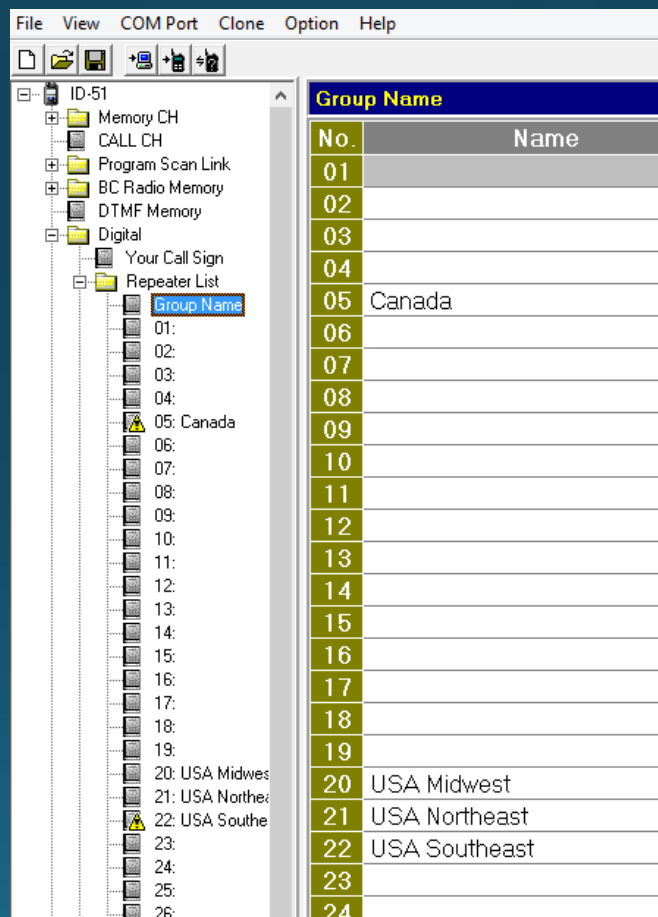 File View COM Port Clone Option Help
ID-51
Memory CH
CALL CH
Program Scan Link
BC Radio Memory
DTMF Memory
Digital
Your Call Sign
Repeater List
Group Name
01:
02:
03:
04:
05: Canada
06:
07:
08:
09:
10:
11:
12:
13:
14:
15:
16:
17:
18:
19:
20: USA Midwes
21: USA Northea
22: USA Southe
23:
24:
25:
26:
Group Name
No. Name
01
02
03
04
05 Canada
06
07
08
09
10
11
12
13
14
15
16
17
18
19
20 USA Midwest
21 USA Northeast
22 USA Southeast
23
24